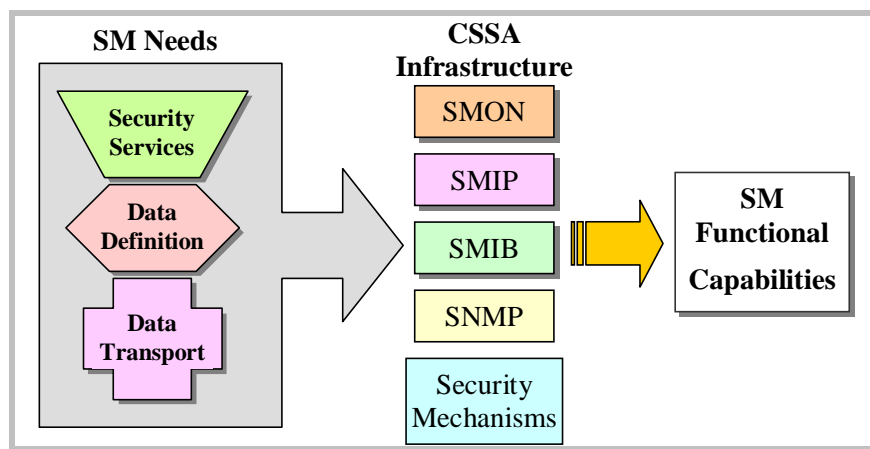 SM Needs
Security
Services
Data
Definition
Data
Transport
CSSA
Infrastructure
SMON
SMIP
SMIB
SNMP
Security
Mechanisms
SM
Functional
Capabilities